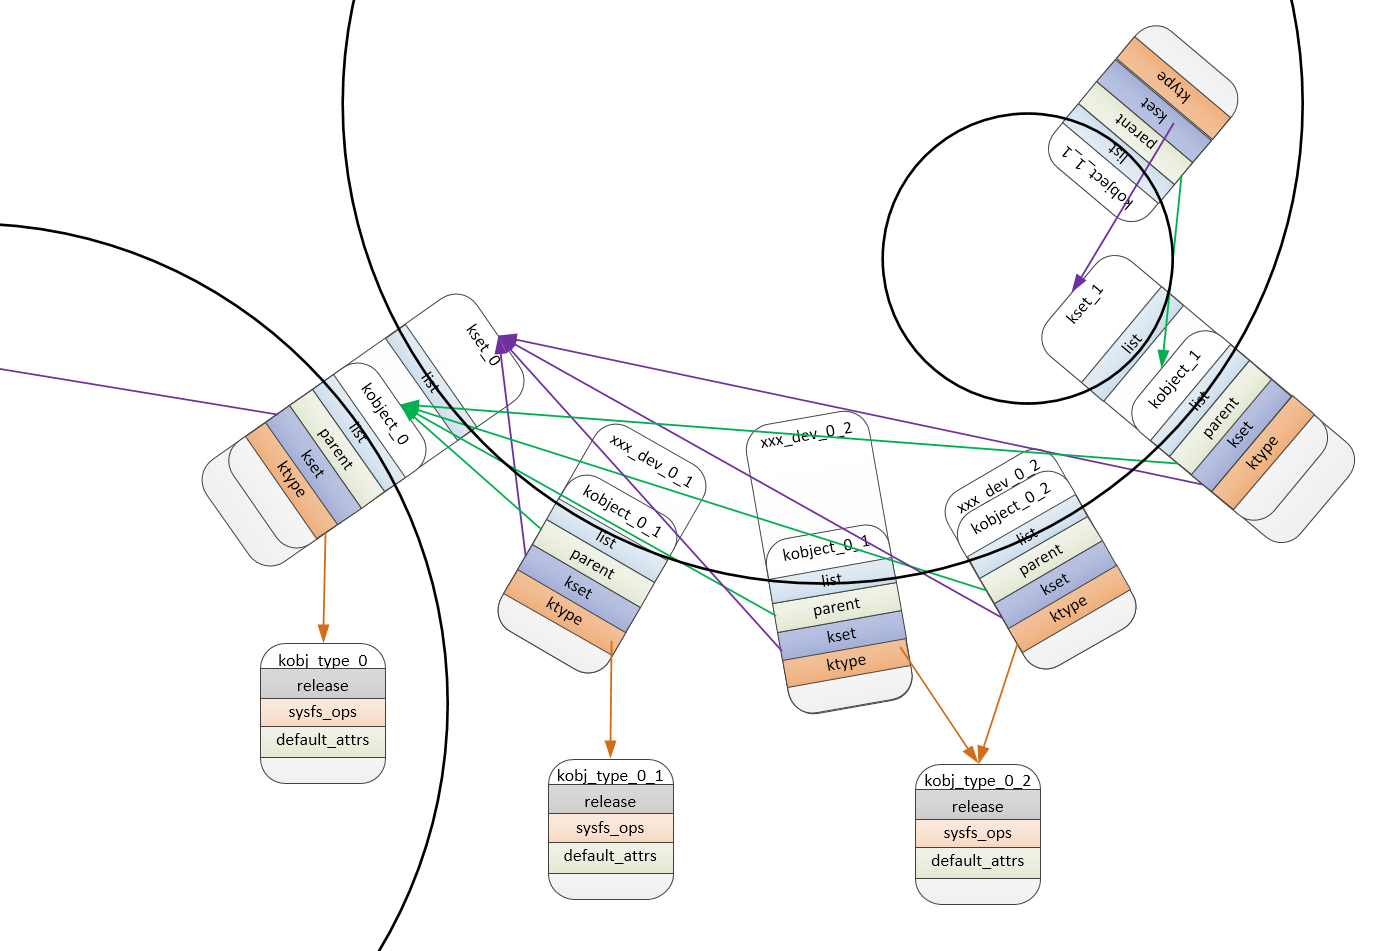 ktype
kset
parent
list
kobject_1_1
kset_1
list
kobject_1
list
parent
kset
ktype
kset_0
list
kobject_0
list
parent
kset
ktype
xxx_dev_0_1
kobject_0_1
list
parent
kset
ktype
xxx_dev_0_2
kobject_0_1
list
parent
kset
ktype
xxx_dev_0_2
kobject_0_2
list
parent
kset
ktype
kobj_type_0
release
sysfs_ops
default_attrs
kobj_type_0_1
release
sysfs_ops
default_attrs
kobj_type_0_2
release
sysfs_ops
default_attrs